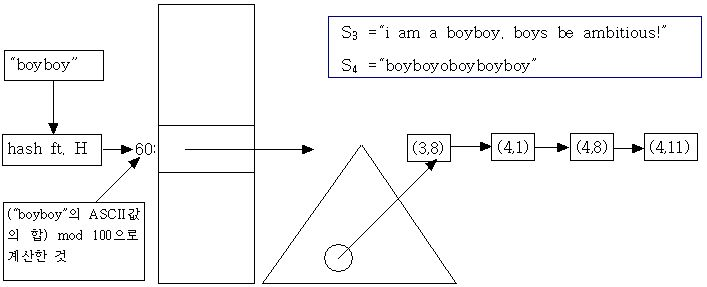 S₃ =“i am a boyboy, boys be ambitious!”
S₄ =“boyboyoboyboyboy”
“boyboy”
hash ft. H
60:
(3,8)
(4,1)
(4,8)
(4,11)
(“boyboy”의 ASCII값
의 합) mod 100으로
계산한 것